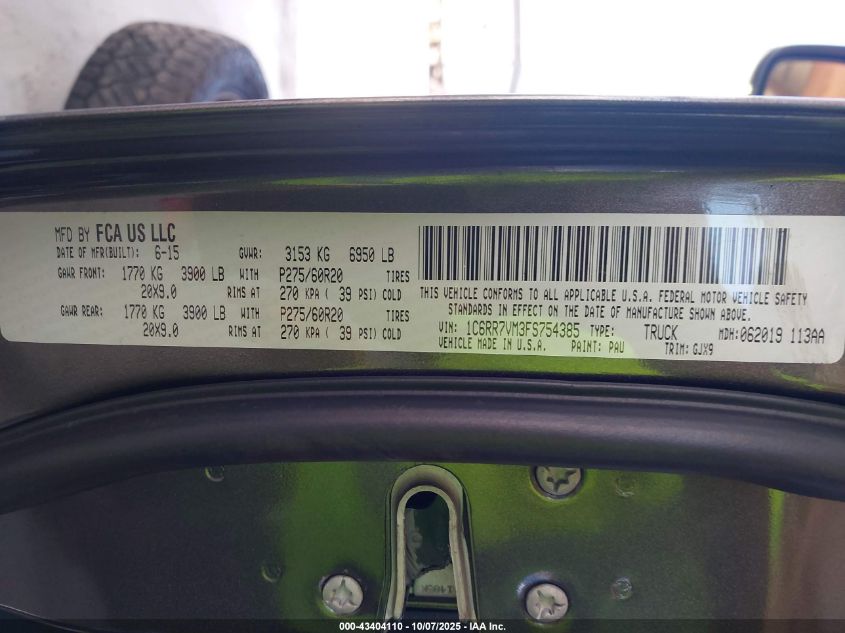 MFD BY FCA US LLC
DATE OF MFR(BUILT): 6-15 GVWR: 3153 KG 6950 LB
GAWR FRONT: 1770 KG 3900 LB WITH P275/60R20 TIRES
20X9.0 RIMS AT 270 KPA ( 39 PSI) COLD
GAWR REAR: 1770 KG 3900 LB WITH P275/60R20 TIRES
20X9.0 RIMS AT 270 KPA ( 39 PSI) COLD
THIS VEHICLE CONFORMS TO ALL APPLICABLE U.S.A. FEDERAL MOTOR VEHICLE SAFETY
STANDARDS IN EFFECT ON THE DATE OF MANUFACTURE SHOWN ABOVE.
VIN: 1C6RR7VM3FS754385 TYPE: TRUCK MDH: 062019 113AA
VEHICLE MADE IN U.S.A. PAINT: PAU TRIM: GJX9
000-43404110 - 10/07/2025 - IAA Inc.